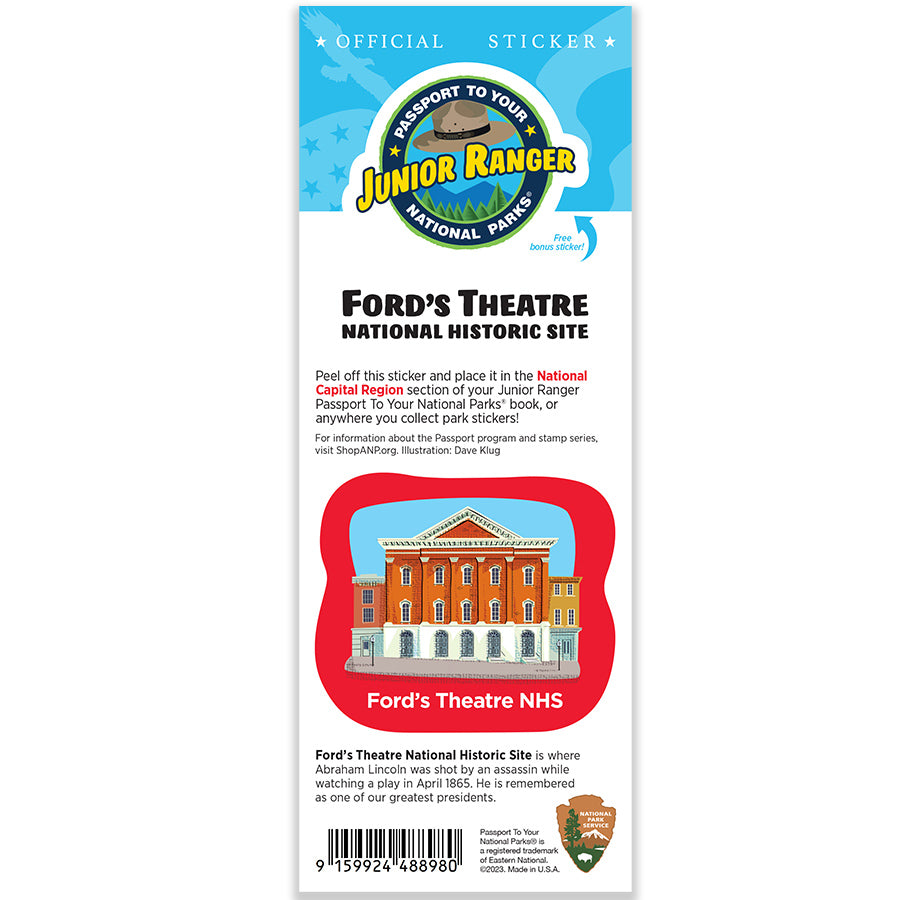 ★ OFFICIAL STICKER ★
PASSPORT TO YOUR
JUNIOR RANGER
NATIONAL PARKS®
Free
bonus sticker!
FORD'S THEATRE
NATIONAL HISTORIC SITE
Peel off this sticker and place it in the National
Capital Region section of your Junior Ranger
Passport To Your National Parks® book, or
anywhere you collect park stickers!
For information about the Passport program and stamp series,
visit ShopANP.org. Illustration: Dave Klug
Ford's Theatre NHS
Ford's Theatre National Historic Site is where
Abraham Lincoln was shot by an assassin while
watching a play in April 1865. He is remembered
as one of our greatest presidents.
9 159924 488980
Passport To Your
National Parks® is
a registered trademark
of Eastern National.
©2023. Made in U.S.A.
NATIONAL
PARK
SERVICE